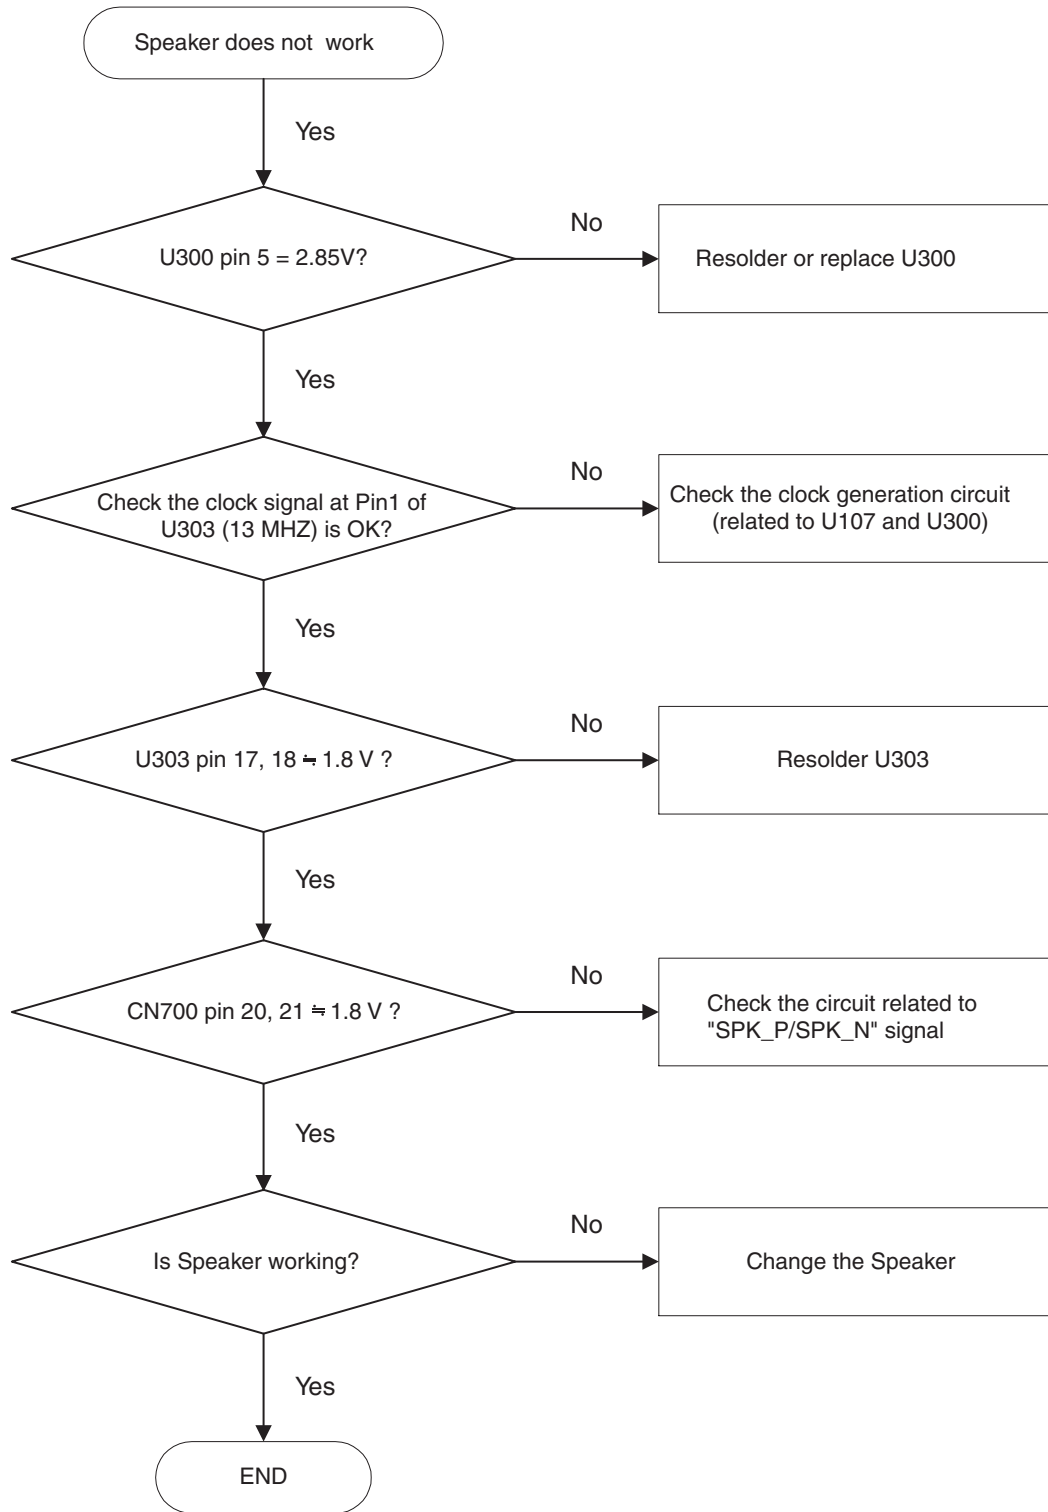 Speaker does not work
Yes
U300 pin 5 = 2.85V?
No
Resolder or replace U300
Yes
Check the clock signal at Pin1 of
U303 (13 MHZ) is OK?
No
Check the clock generation circuit
(related to U107 and U300)
Yes
U303 pin 17, 18 ≒ 1.8 V ?
No
Resolder U303
Yes
CN700 pin 20, 21 ≒ 1.8 V ?
No
Check the circuit related to
"SPK_P/SPK_N" signal
Yes
Is Speaker working?
No
Change the Speaker
Yes
END